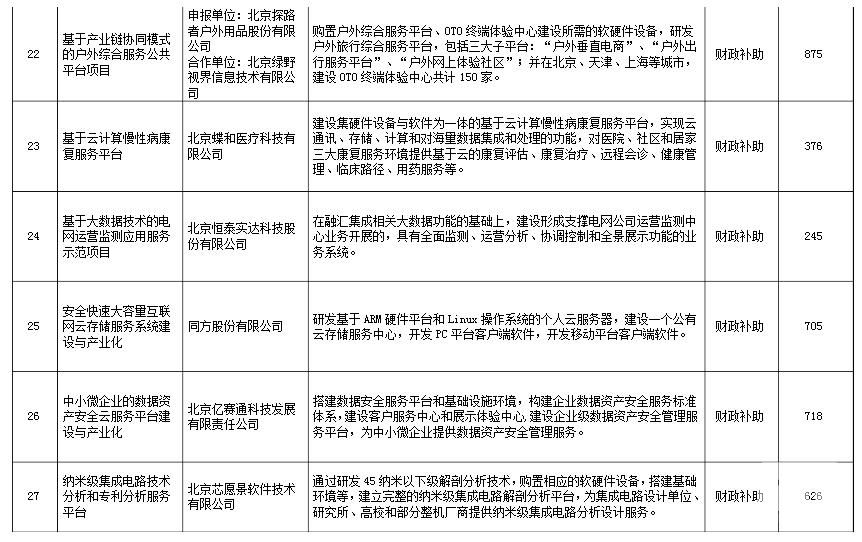 22
基于产业链协同模式
的户外综合服务公共
平台项目
申报单位：北京探路
者户外用品股份有限
公司
合作单位：北京绿野
视界信息技术有限公
司
购置户外综合服务平台、OTO 终端体验中心建设所需的软硬件设备，研发
户外旅行综合服务平台，包括三大子平台：“户外垂直电商”、“户外出
行服务平台”、“户外网上体验社区”；并在北京、天津、上海等城市，
建设 OTO 终端体验中心共计 150 家。
财政补助
875
23
基于云计算慢性病康
复服务平台
北京蝶和医疗科技有
限公司
建设集硬件设备与软件为一体的基于云计算慢性病康复服务平台，实现云
通讯、存储、计算和对海量数据集成和处理的功能，对医院、社区和居家
三大康复服务环境提供基于云的康复评估、康复治疗、远程会诊、健康管
理、临床路径、用药服务等。
财政补助
376
24
基于大数据技术的电
网运营监测应用服务
示范项目
北京恒泰实达科技股
份有限公司
在融汇集成相关大数据功能的基础上，建设形成支撑电网公司运营监测中
心业务开展的，具有全面监测、运营分析、协调控制和全景展示功能的业
务系统。
财政补助
245
25
安全快速大容量互联
网云存储服务系统建
设与产业化
同方股份有限公司
研发基于 ARM 硬件平台和 Linux 操作系统的个人云服务器，建设一个公有
云存储服务中心，开发 PC 平台客户端软件，开发移动平台客户端软件。
财政补助
705
26
中小微企业的数据资
产安全云服务平台建
设与产业化
北京亿赛通科技发展
有限责任公司
搭建数据安全服务平台和基础设施环境，构建企业数据资产安全服务标准
体系，建设客户服务中心和展示体验中心，建设企业级数据资产安全管理服
务平台，为中小微企业提供数据资产安全管理服务。
财政补助
718
27
纳米级集成电路技术
分析和专利分析服务
平台
北京芯愿景软件技术
有限公司
通过研发 45 纳米以下级解剖分析技术，购置相应的软硬件设备，搭建基础
环境等，建立完整的纳米级集成电路解剖分析平台，为集成电路设计单位、
研究所、高校和部分整机厂商提供纳米级集成电路分析设计服务。
财政补助
626